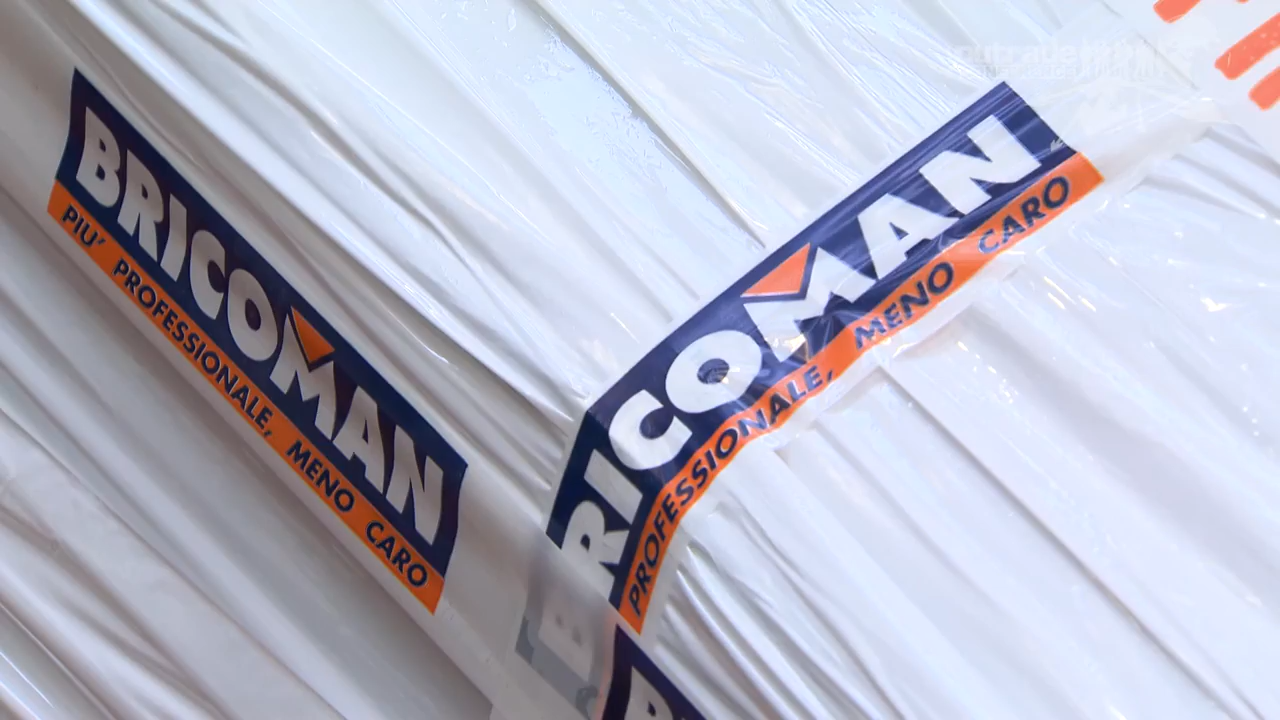 BRICOMAN
PIU' PROFESSIONALE, MENO CARO
BRICOMAN
PROFESSIONALE, MENO CARO